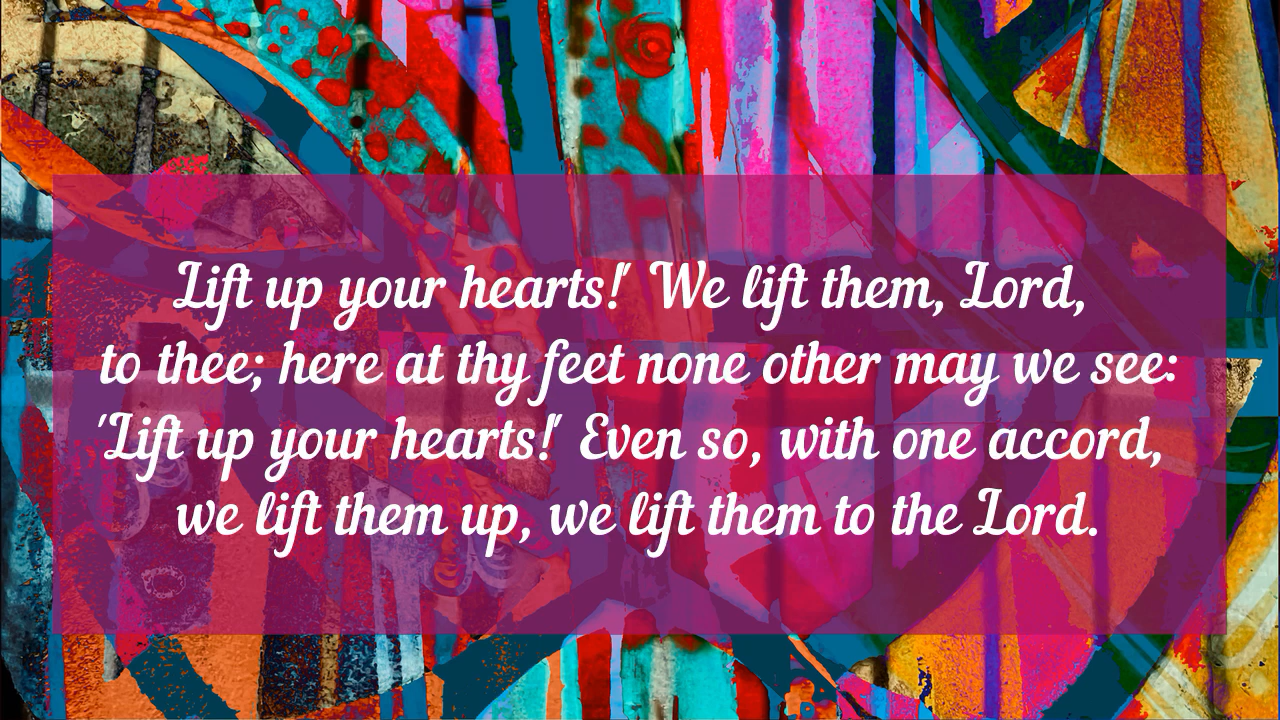 Lift up your hearts!' We lift them, Lord,
to thee; here at thy feet none other may we see:
'Lift up your hearts!' Even so, with one accord,
we lift them up, we lift them to the Lord.